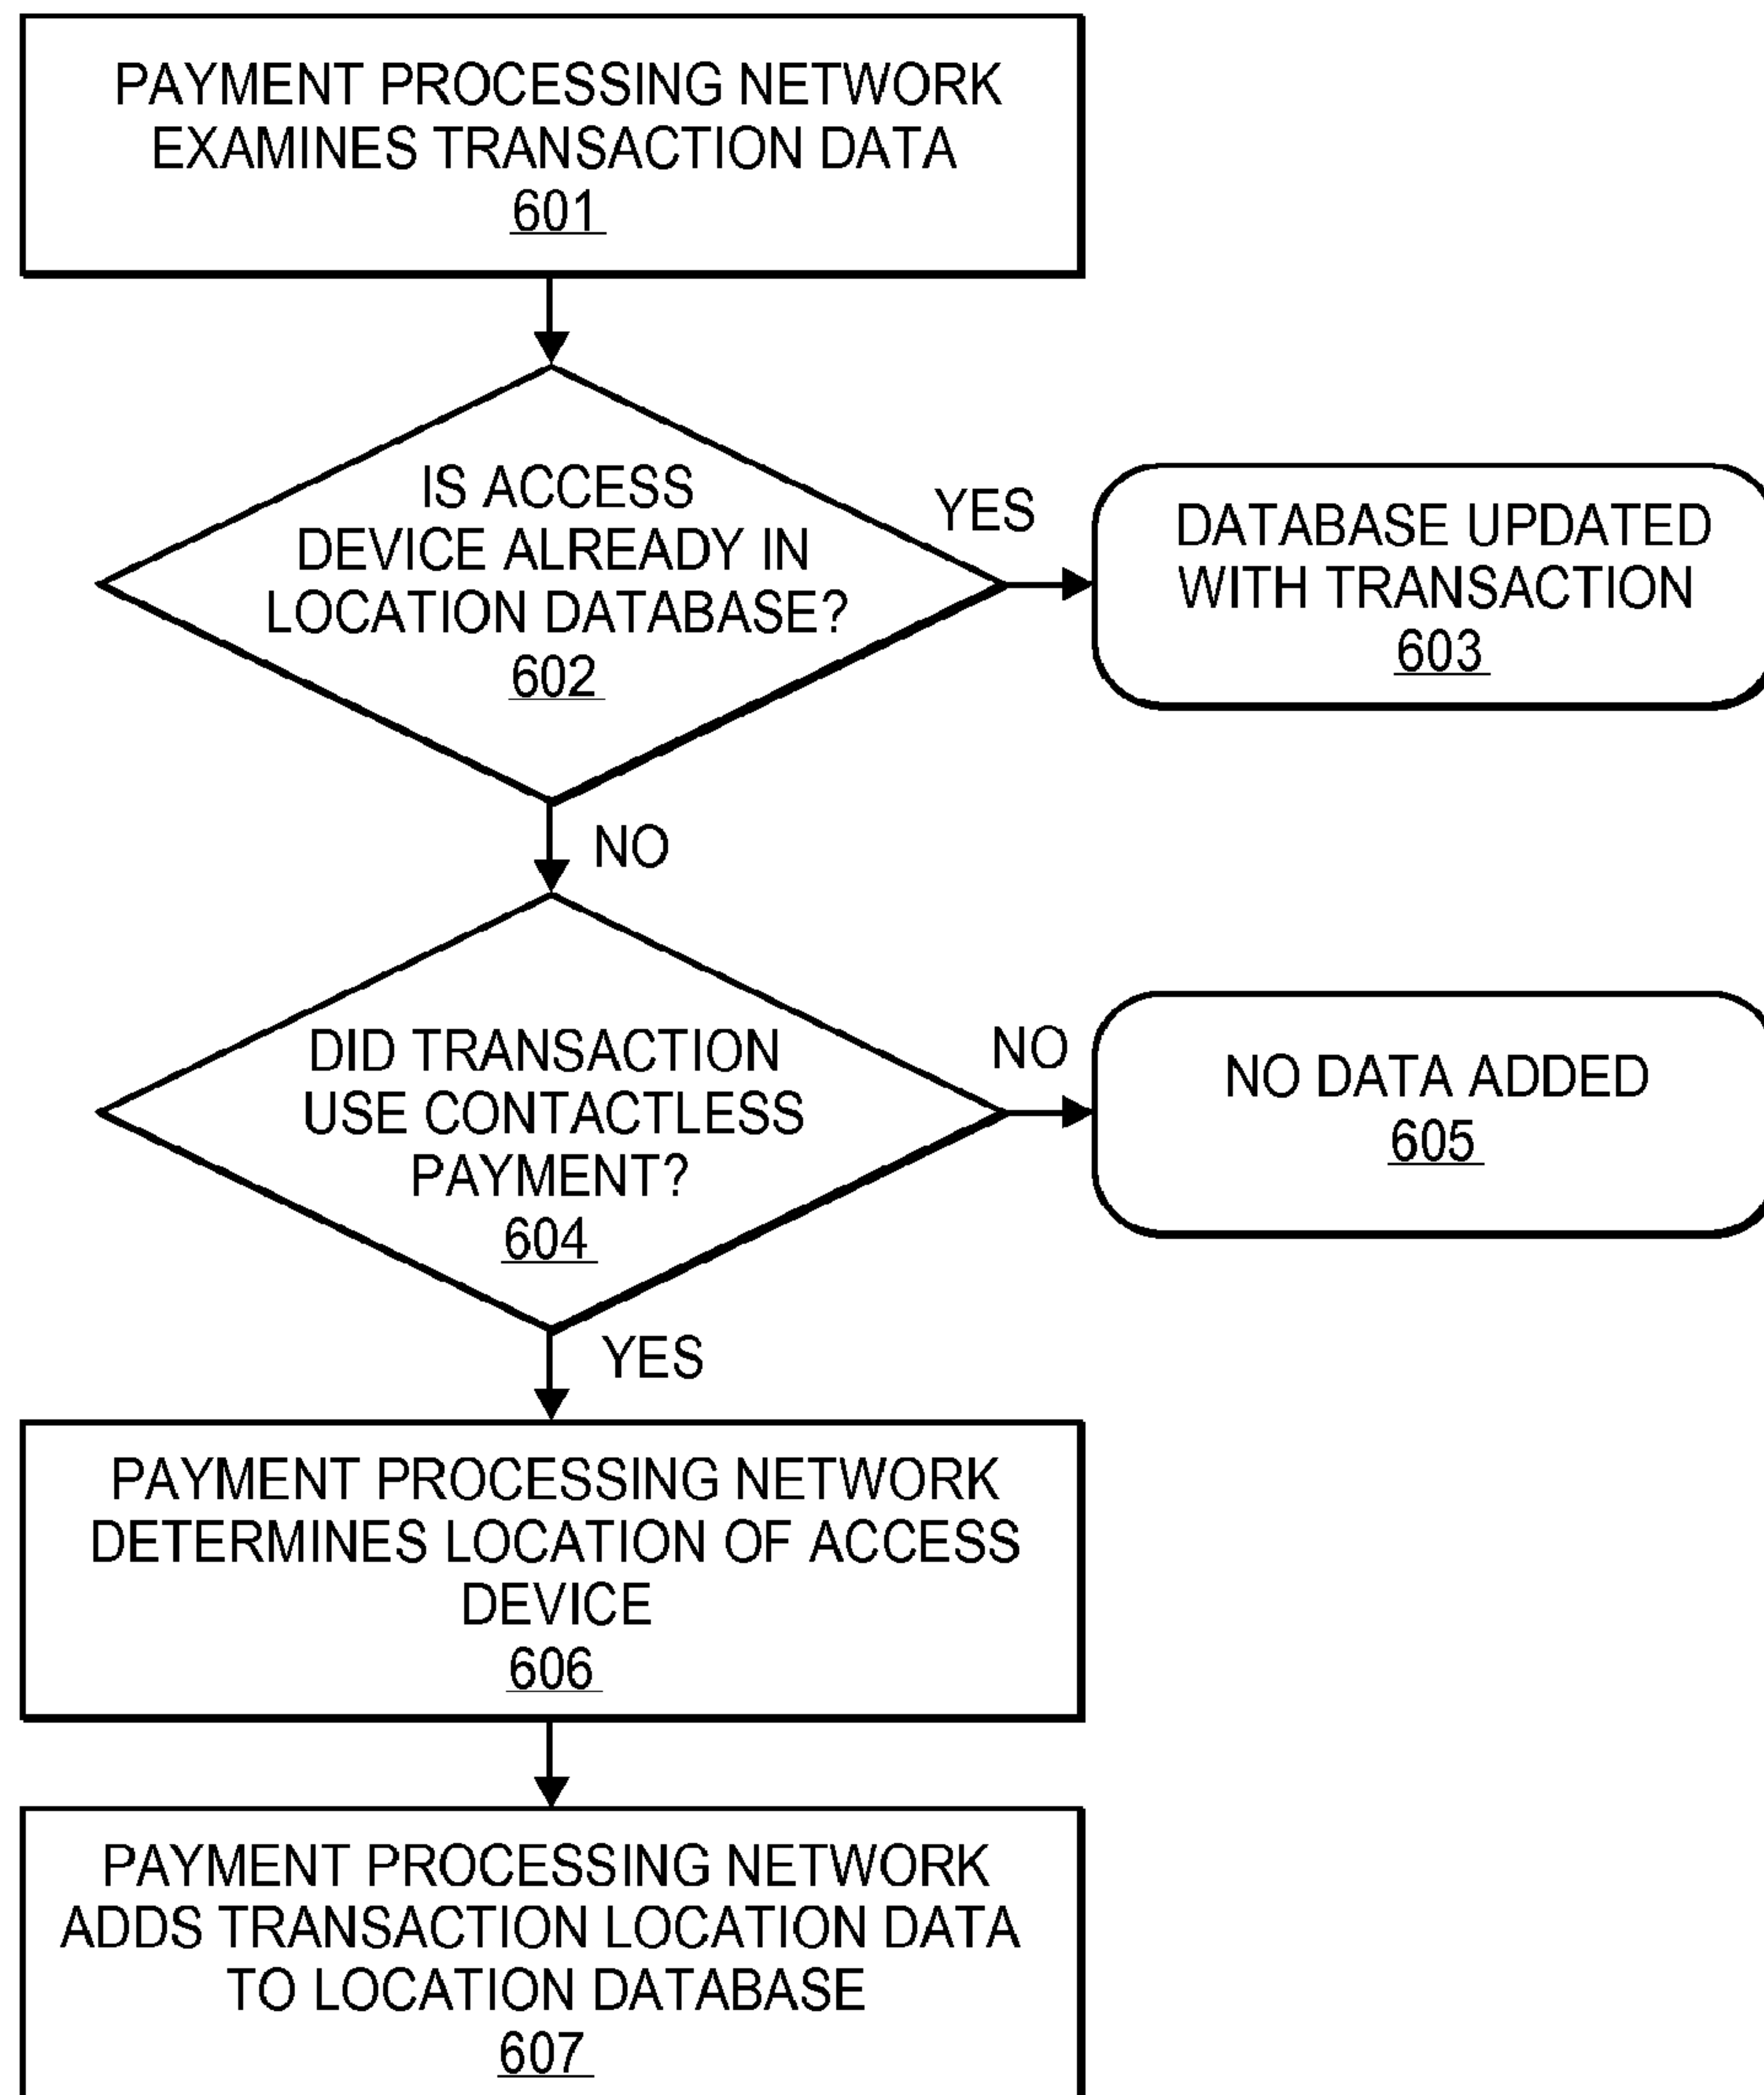 PAYMENT PROCESSING NETWORK
EXAMINES TRANSACTION DATA
601
IS ACCESS
DEVICE ALREADY IN
LOCATION DATABASE?
602
YES
DATABASE UPDATED
WITH TRANSACTION
603
NO
DID TRANSACTION
USE CONTACTLESS
PAYMENT?
604
NO
NO DATA ADDED
605
YES
PAYMENT PROCESSING NETWORK
DETERMINES LOCATION OF ACCESS
DEVICE
606
PAYMENT PROCESSING NETWORK
ADDS TRANSACTION LOCATION DATA
TO LOCATION DATABASE
607